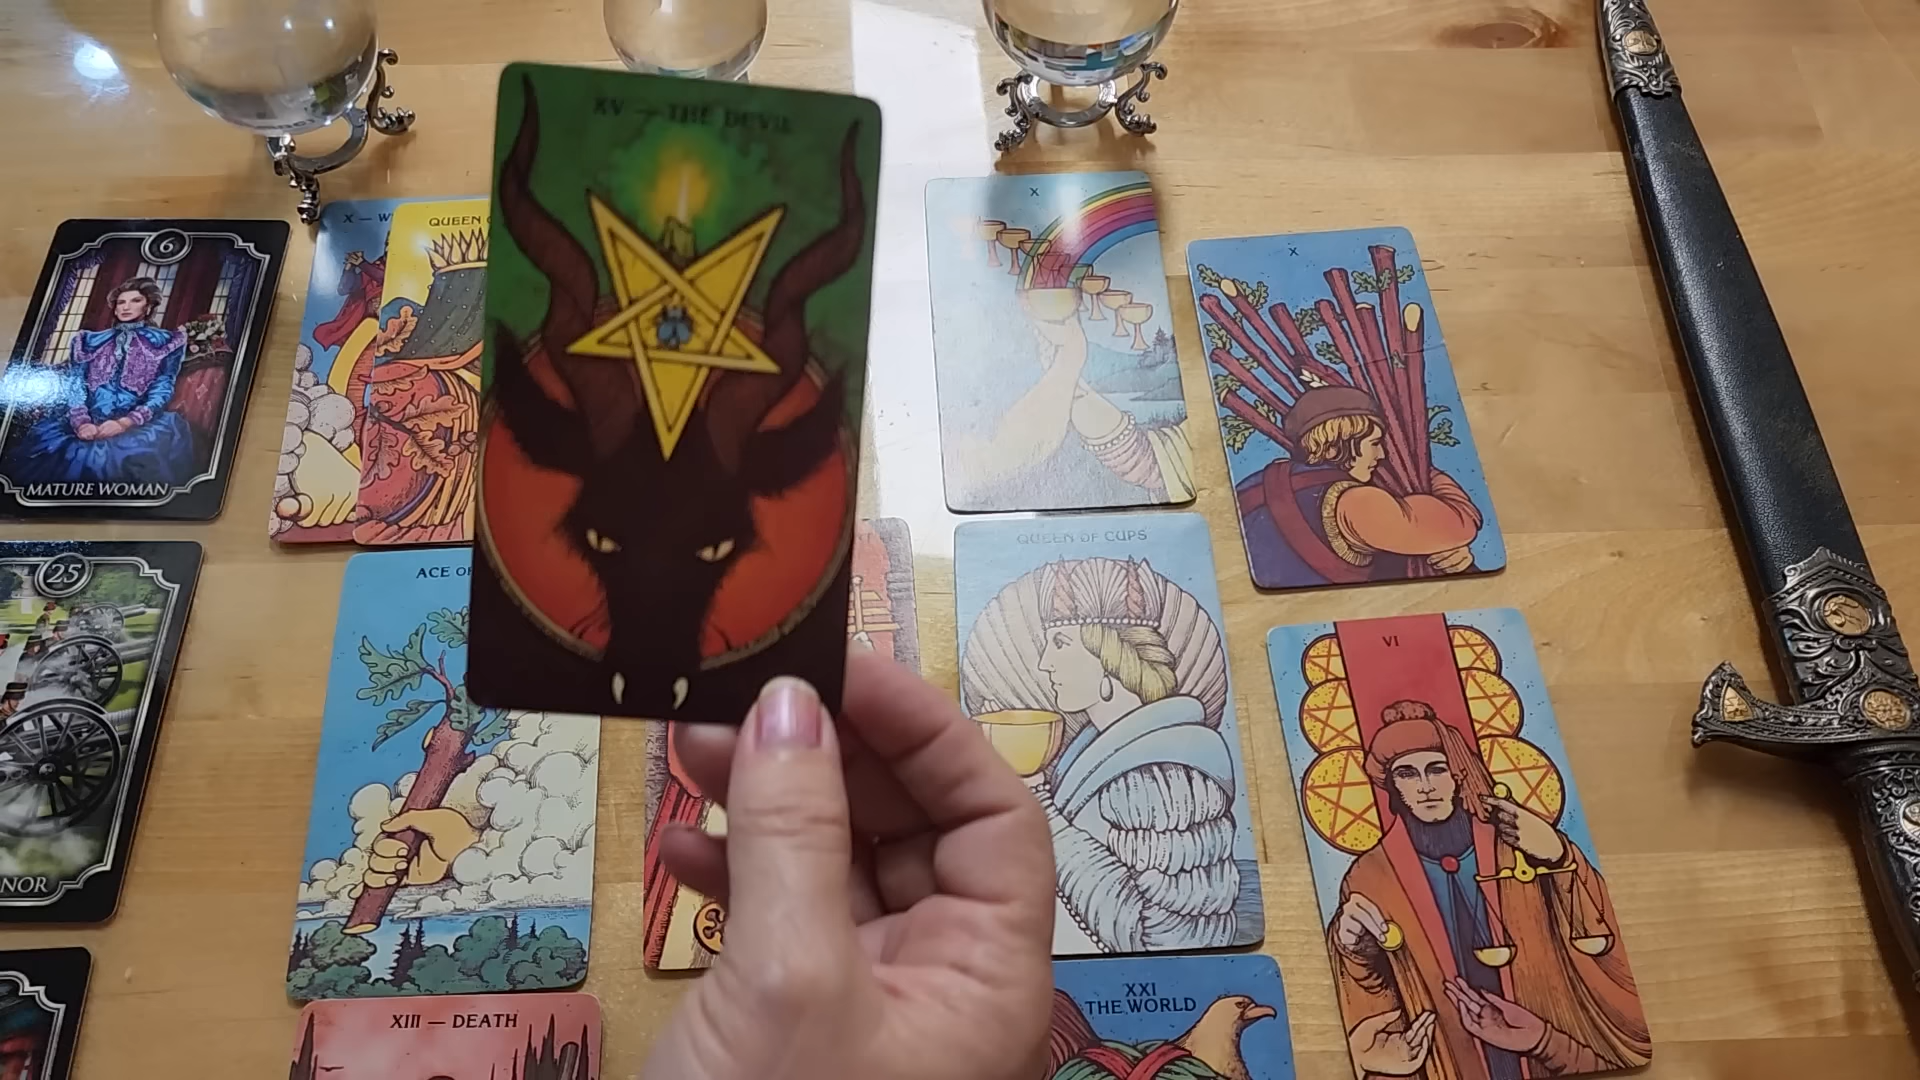 XV — THE DEVIL
6
MATURE WOMAN
X — W
QUEEN
X
X
25
NOR
ACE OF
QUEEN OF CUPS
VI
XIII — DEATH
XXI
THE WORLD